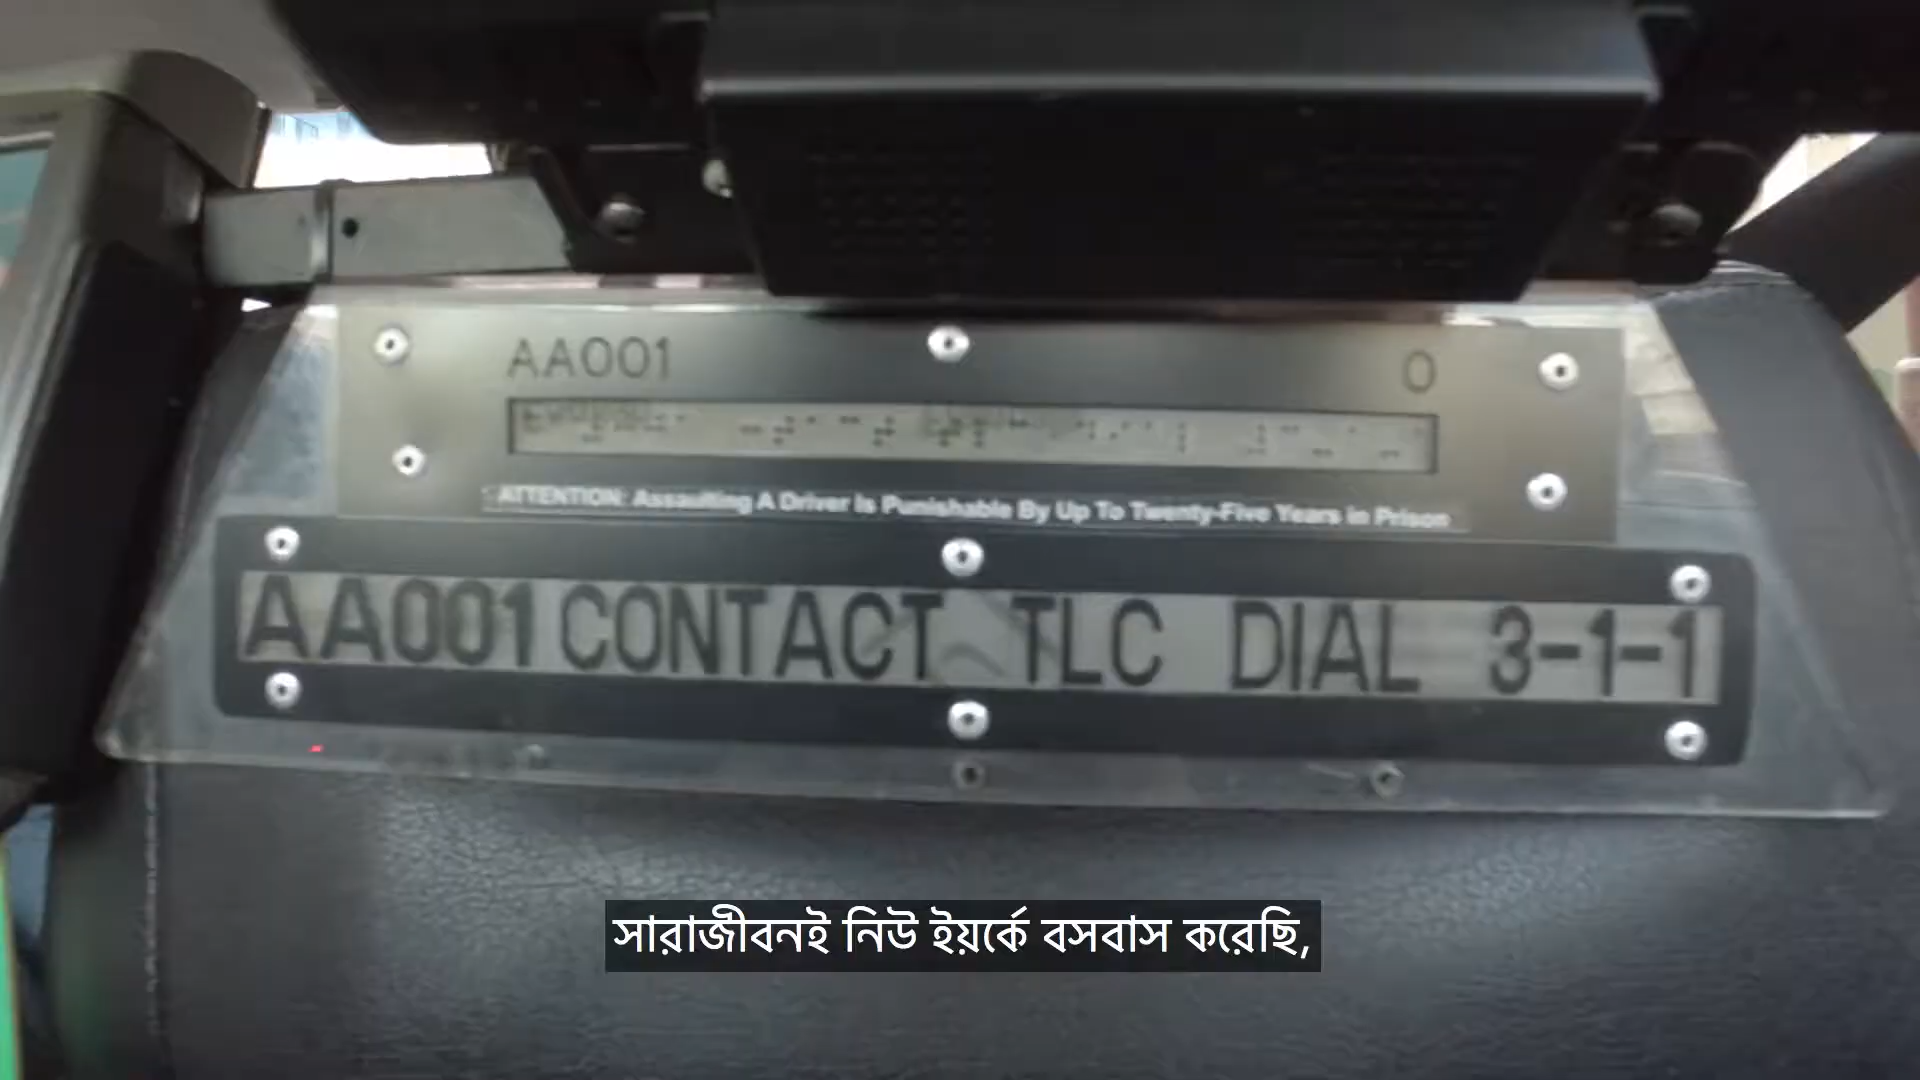 AA001 0
ATTENTION: Assaulting A Driver Is Punishable By Up To Twenty-Five Years in Prison
AA001 CONTACT TLC DIAL 3-1-1
সারাজীবনই নিউ ইয়র্কে বসবাস করেছি,